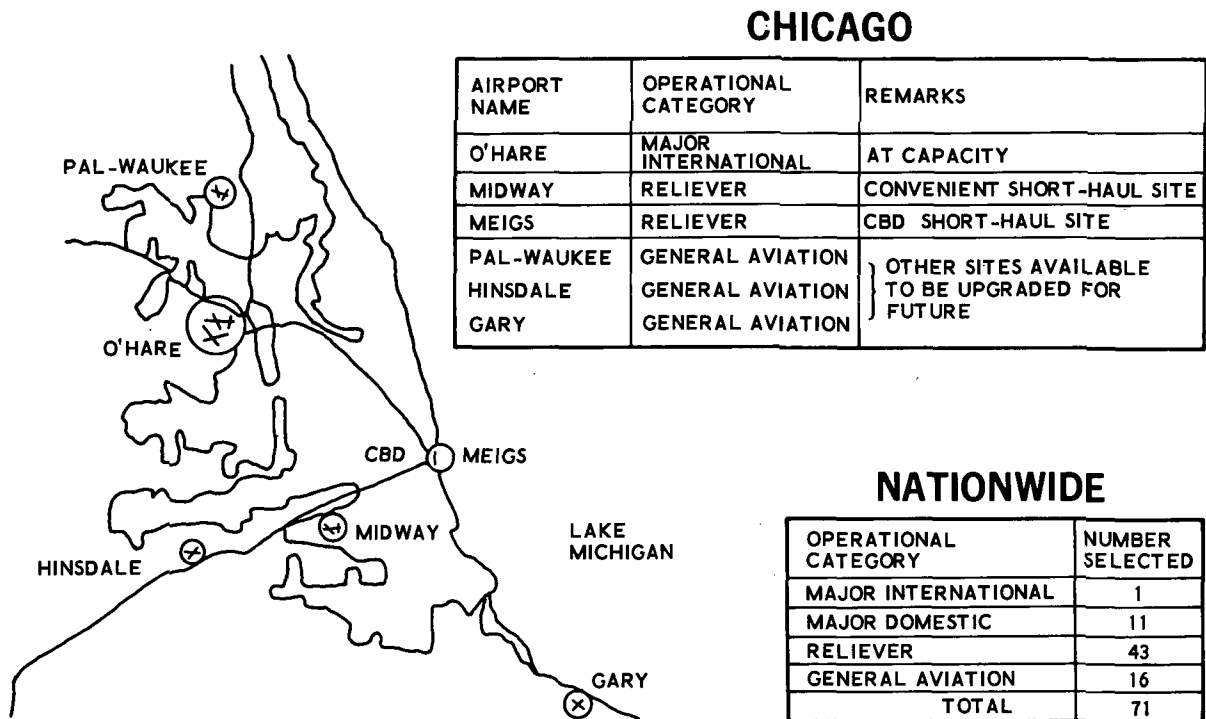 CHICAGO
AIRPORT NAME OPERATIONAL CATEGORY REMARKS
O'HARE MAJOR INTERNATIONAL AT CAPACITY
MIDWAY RELIEVER CONVENIENT SHORT-HAUL SITE
MEIGS RELIEVER CBD SHORT-HAUL SITE
PAL-WAUKEE GENERAL AVIATION
HINSDALE GENERAL AVIATION
GARY GENERAL AVIATION
OTHER SITES AVAILABLE
TO BE UPGRADED FOR
FUTURE
PAL-WAUKEE
O'HARE
CBD MEIGS
MIDWAY
HINSDALE
LAKE
MICHIGAN
GARY
NATIONWIDE
OPERATIONAL CATEGORY NUMBER SELECTED
MAJOR INTERNATIONAL 1
MAJOR DOMESTIC 11
RELIEVER 43
GENERAL AVIATION 16
TOTAL 71